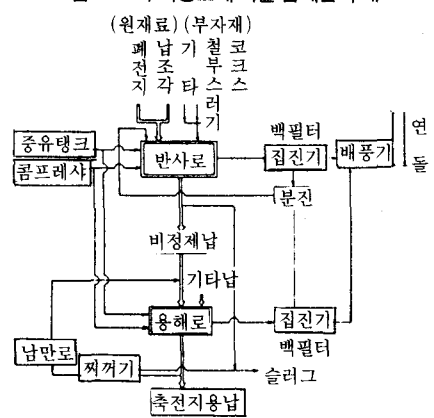 (원재료) (부자재)
폐전지
납조각
기타
철부스러기
코크스
중유탱크
콤프레샤
반사로
백필터
집진기
배풍기
연돌
분진
비정제납
기타납
용해로
집진기
백필터
남만로
찌꺼기
슬러그
축전지용납